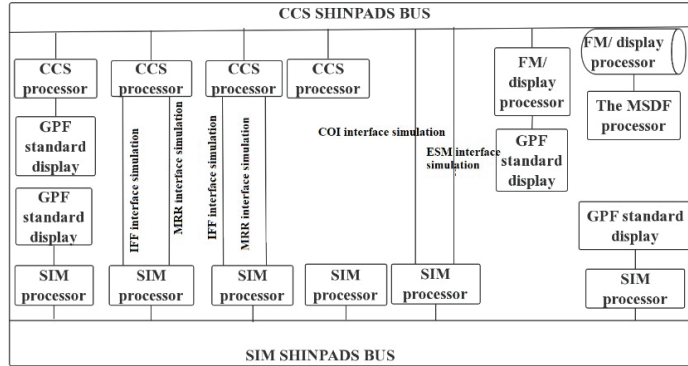 CCS SHINPADS BUS
CCS
processor
CCS
processor
CCS
processor
CCS
processor
FM/
display
processor
FM/ display
processor
GPF
standard
display
The MSDF
processor
GPF
standard
display
IFF interface simulation
MRR interface simulation
IFF interface simulation
MRR interface simulation
COI interface simulation
ESM interface
simulation
GPF
standard
display
GPF standard
display
SIM
processor
SIM
processor
SIM
processor
SIM
processor
SIM
processor
SIM
processor
SIM SHINPADS BUS